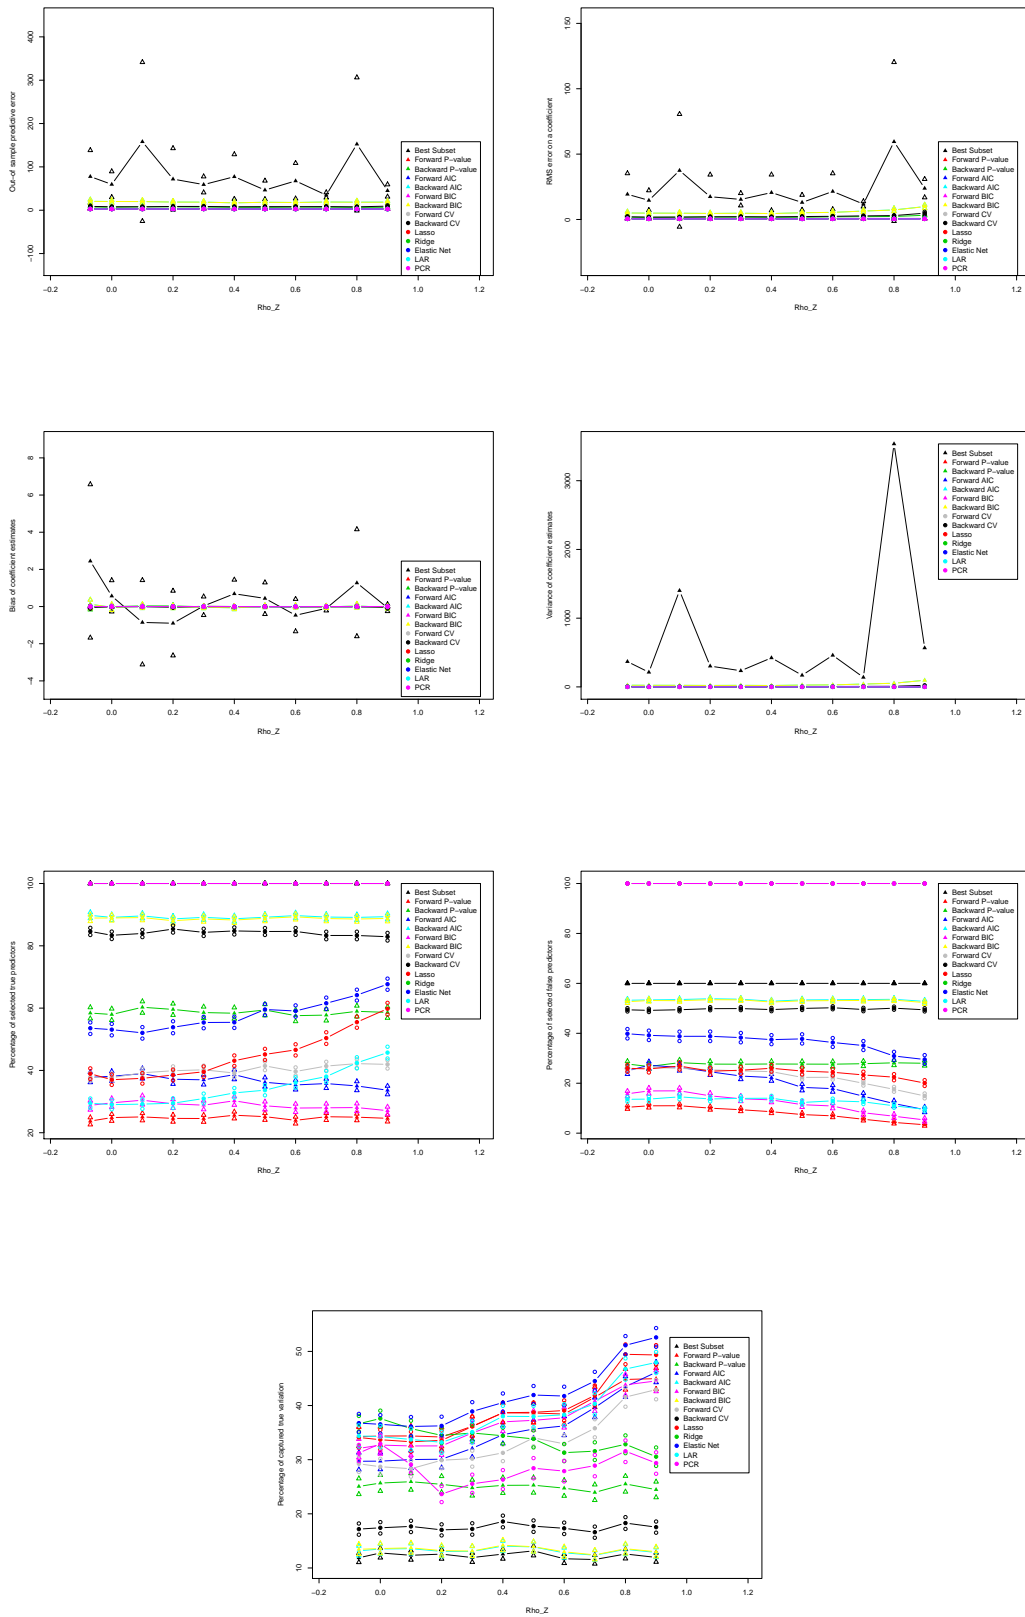 Out-of sample predictive error
400
300
200
100
0
−100
−0.2 0.0 0.2 0.4 0.6 0.8 1.0 1.2
Rho_Z
Best Subset
Forward P−value
Backward P−value
Forward AIC
Backward AIC
Forward BIC
Backward BIC
Forward CV
Backward CV
Lasso
Ridge
Elastic Net
LAR
PCR
RMS error on a coefficient
150
100
50
0
−0.2 0.0 0.2 0.4 0.6 0.8 1.0 1.2
Rho_Z
Best Subset
Forward P−value
Backward P−value
Forward AIC
Backward AIC
Forward BIC
Backward BIC
Forward CV
Backward CV
Lasso
Ridge
Elastic Net
LAR
PCR
Bias of coefficient estimates
8
6
4
2
0
−2
−4
−0.2 0.0 0.2 0.4 0.6 0.8 1.0 1.2
Rho_Z
Best Subset
Forward P−value
Backward P−value
Forward AIC
Backward AIC
Forward BIC
Backward BIC
Forward CV
Backward CV
Lasso
Ridge
Elastic Net
LAR
PCR
Variance of coefficient estimates
3000
2000
1000
0
−0.2 0.0 0.2 0.4 0.6 0.8 1.0 1.2
Rho_Z
Best Subset
Forward P−value
Backward P−value
Forward AIC
Backward AIC
Forward BIC
Backward BIC
Forward CV
Backward CV
Lasso
Ridge
Elastic Net
LAR
PCR
Percentage of selected true predictors
100
80
60
40
20
−0.2 0.0 0.2 0.4 0.6 0.8 1.0 1.2
Rho_Z
Best Subset
Forward P−value
Backward P−value
Forward AIC
Backward AIC
Forward BIC
Backward BIC
Forward CV
Backward CV
Lasso
Ridge
Elastic Net
LAR
PCR
Percentage of selected false predictors
100
80
60
40
20
0
−0.2 0.0 0.2 0.4 0.6 0.8 1.0 1.2
Rho_Z
Best Subset
Forward P−value
Backward P−value
Forward AIC
Backward AIC
Forward BIC
Backward BIC
Forward CV
Backward CV
Lasso
Ridge
Elastic Net
LAR
PCR
Percentage of captured true variation
50
40
30
20
10
−0.2 0.0 0.2 0.4 0.6 0.8 1.0 1.2
Rho_Z
Best Subset
Forward P−value
Backward P−value
Forward AIC
Backward AIC
Forward BIC
Backward BIC
Forward CV
Backward CV
Lasso
Ridge
Elastic Net
LAR
PCR